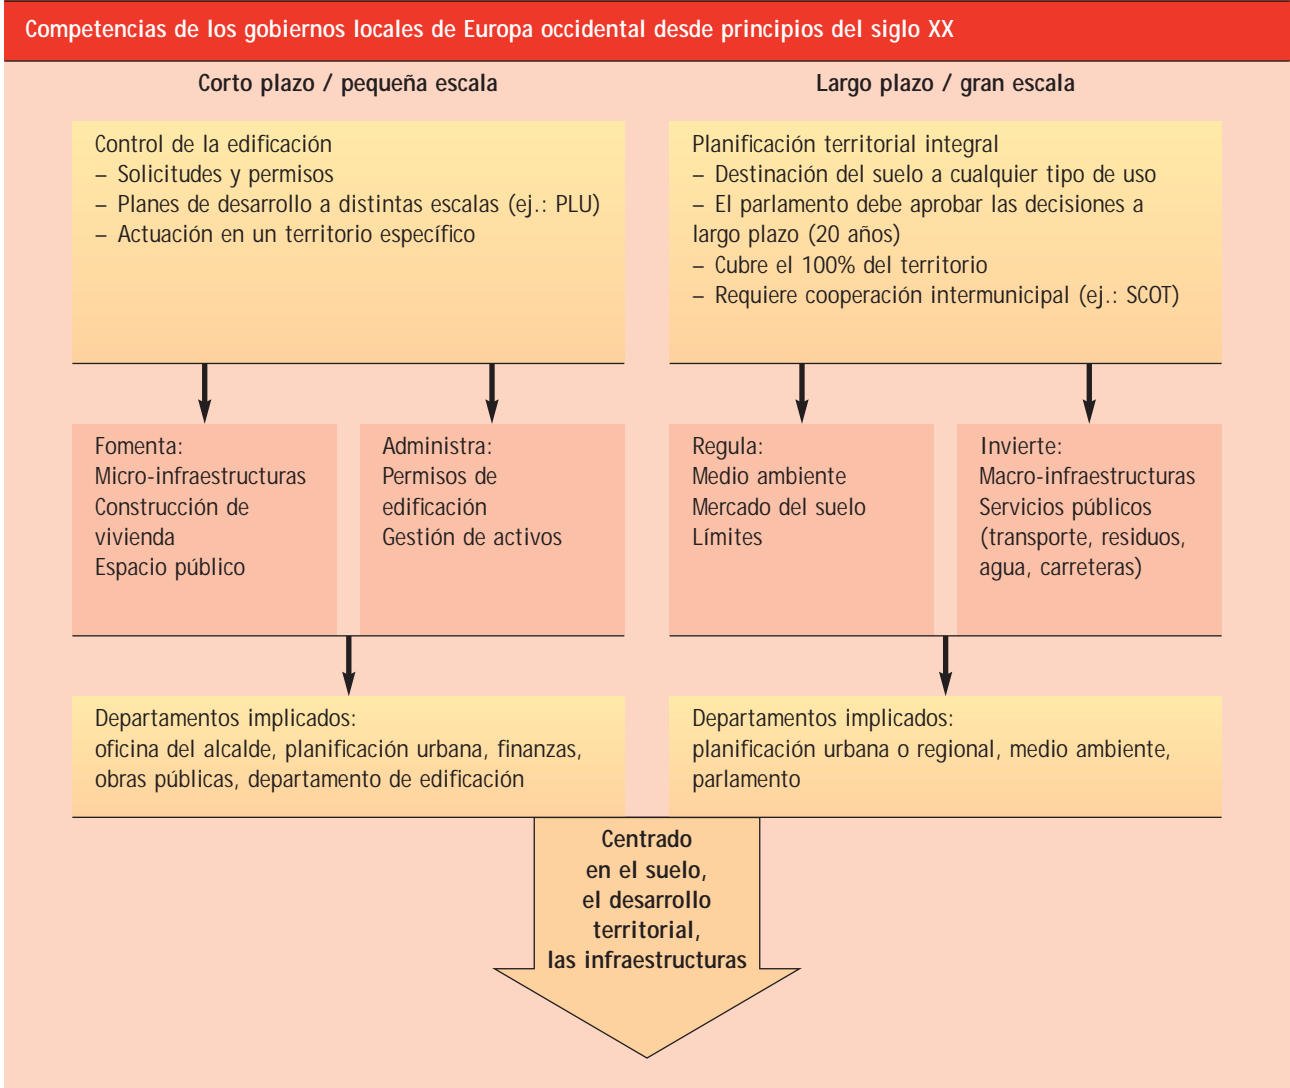 Competencias de los gobiernos locales de Europa occidental desde principios del siglo XX
Corto plazo / pequeña escala
Control de la edificación
– Solicitudes y permisos
– Planes de desarrollo a distintas escalas (ej.: PLU)
– Actuación en un territorio específico
Fomenta:
Micro-infraestructuras
Construcción de
vivienda
Espacio público
Administra:
Permisos de
edificación
Gestión de activos
Departamentos implicados:
oficina del alcalde, planificación urbana, finanzas,
obras públicas, departamento de edificación
Largo plazo / gran escala
Planificación territorial integral
– Destinación del suelo a cualquier tipo de uso
– El parlamento debe aprobar las decisiones a
largo plazo (20 años)
– Cubre el 100% del territorio
– Requiere cooperación intermunicipal (ej.: SCOT)
Regula:
Medio ambiente
Mercado del suelo
Límites
Invierte:
Macro-infraestructuras
Servicios públicos
(transporte, residuos,
agua, carreteras)
Departamentos implicados:
planificación urbana o regional, medio ambiente,
parlamento
Centrado
en el suelo,
el desarrollo
territorial,
las infraestructuras